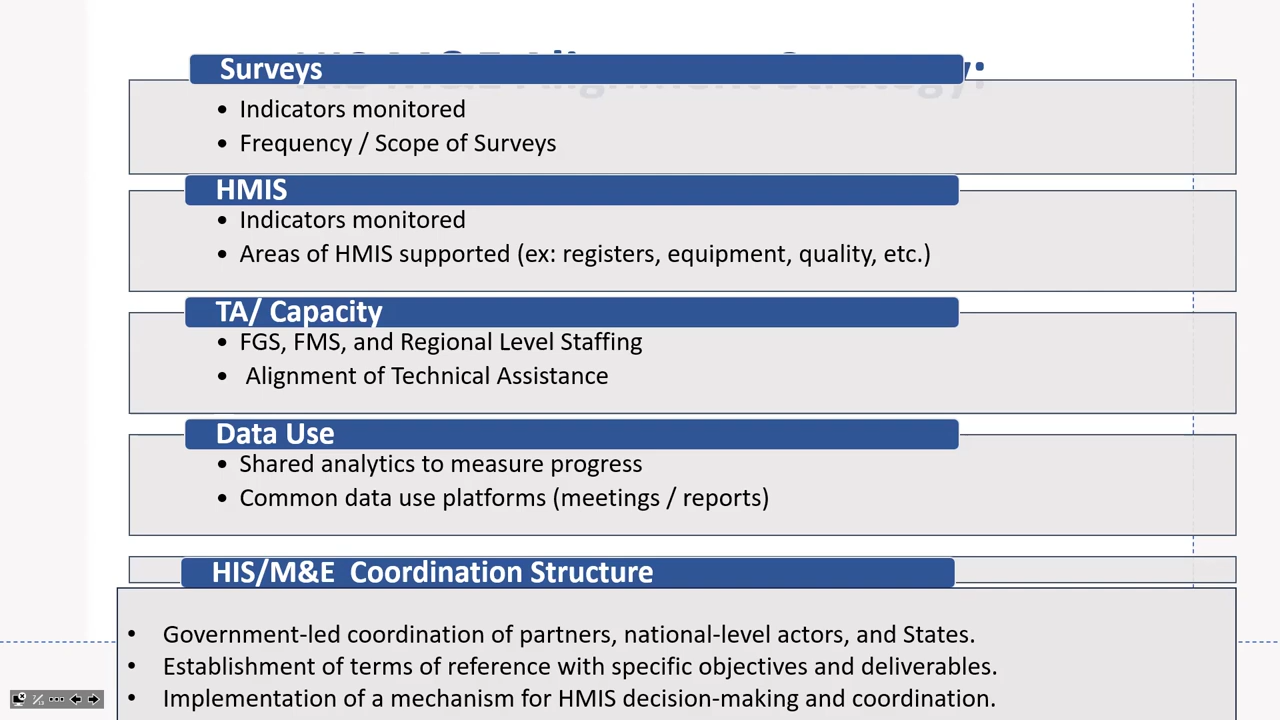 HIS M&E Alignment Strategy:
Surveys
• Indicators monitored
• Frequency / Scope of Surveys
HMIS
• Indicators monitored
• Areas of HMIS supported (ex: registers, equipment, quality, etc.)
TA/ Capacity
• FGS, FMS, and Regional Level Staffing
• Alignment of Technical Assistance
Data Use
• Shared analytics to measure progress
• Common data use platforms (meetings / reports)
HIS/M&E Coordination Structure
• Government-led coordination of partners, national-level actors, and States.
• Establishment of terms of reference with specific objectives and deliverables.
• Implementation of a mechanism for HMIS decision-making and coordination.